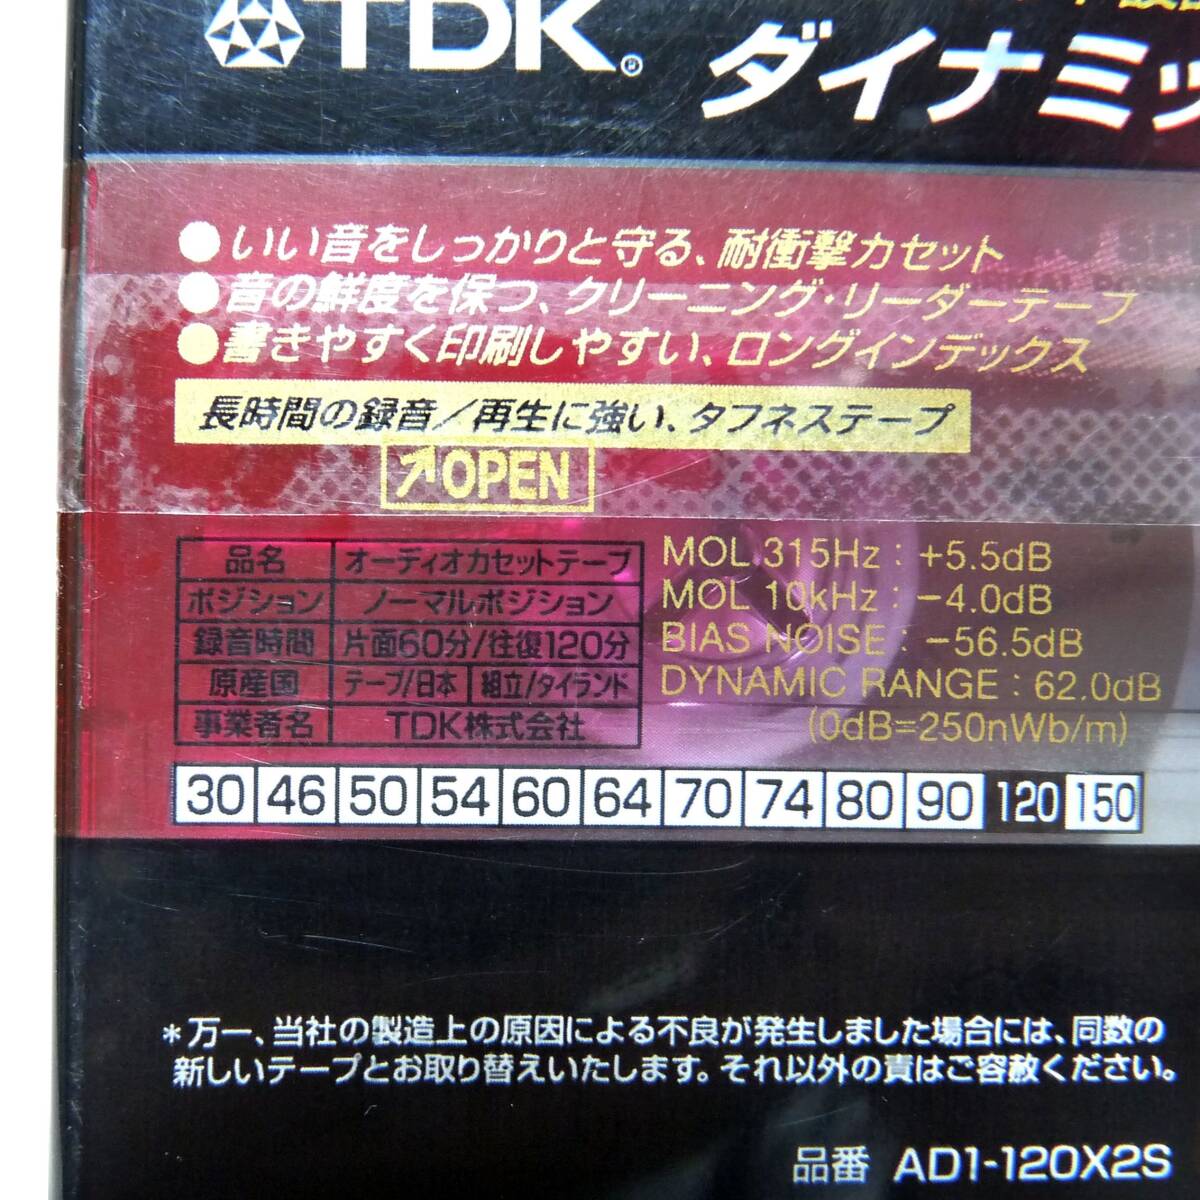 TDK®
ダイナミッ
●いい音をしっかりと守る、耐衝撃カセット
●音の鮮度を保つ、クリーニング・リーダーテープ
●書きやすく印刷しやすい、ロングインデックス
長時間の録音/再生に強い、タフネステープ
↗OPEN
品名 オーディオカセットテープ
ポジション ノーマルポジション
録音時間 片面60分/往復120分
原産国 テープ/日本 組立/タイランド
事業者名 TDK株式会社
MOL 315Hz : +5.5dB
MOL 10kHz : -4.0dB
BIAS NOISE : -56.5dB
DYNAMIC RANGE : 62.0dB
(0dB=250nWb/m)
30 46 50 54 60 64 70 74 80 90 120 150
*万一、当社の製造上の原因による不良が発生しました場合には、同数の
新しいテープとお取り替えいたします。それ以外の責はご容赦ください。
品番 AD1-120X2S